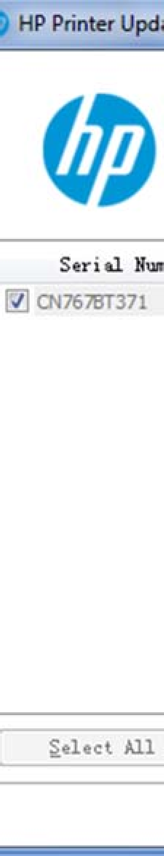 HP Printer Upda
hp
Serial Num
CN767BT371
Select All